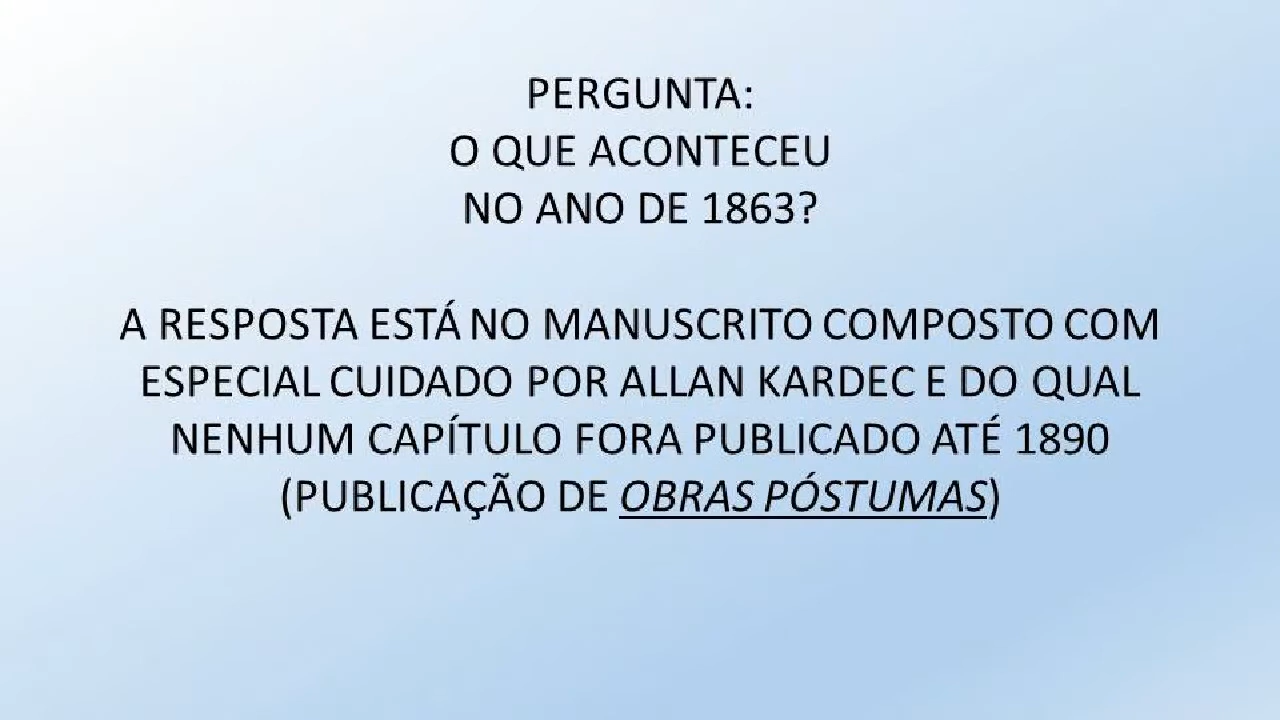 PERGUNTA:
O QUE ACONTECEU
NO ANO DE 1863?
A RESPOSTA ESTÁ NO MANUSCRITO COMPOSTO COM
ESPECIAL CUIDADO POR ALLAN KARDEC E DO QUAL
NENHUM CAPÍTULO FORA PUBLICADO ATÉ 1890
(PUBLICAÇÃO DE OBRAS PÓSTUMAS)